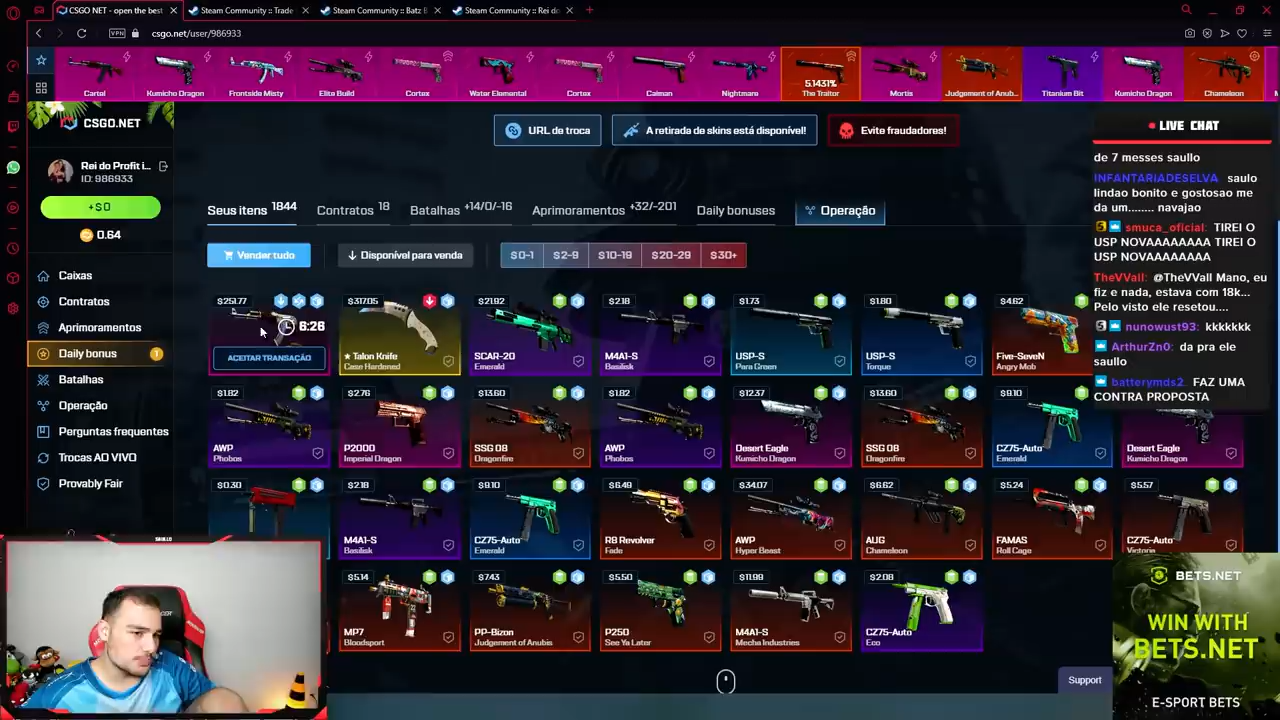 CSGO.NET - open the best
Steam Community :: Trade
Steam Community :: Batz B
Steam Community :: Rei do
VPN
csgo.net/user/986933
Cartel
Kumicho Dragon
Frontside Misty
Elite Build
Cortex
Water Elemental
Cortex
Caiman
Nightmare
5.1431%
The Traitor
Mortis
Judgement of Anub...
Titanium Bit
Kumicho Dragon
Chameleon
CSGO.NET
URL de troca
A retirada de skins está disponível!
Evite fraudadores!
LIVE CHAT
de 7 messes saullo
INFANTARIADESELVA: saulo
lindao bonito e gostosao me
da um........ navajao
smuca_oficial: TIREI O
USP NOVAAAAAAAA TIREI O
USP NOVAAAAAAAA
TheVVall: @TheVVall Mano, eu
fiz e nada, estava com 18k...
Pelo visto ele resetou....
nunowust93: kkkkkkk
ArthurZn0: da pra ele
saullo
batterymds2: FAZ UMA
CONTRA PROPOSTA
Rei do Profit i...
ID: 986933
+$0
0.64
Caixas
Contratos
Aprimoramentos
Daily bonus
1
Batalhas
Operação
Perguntas frequentes
Trocas AO VIVO
Provably Fair
Seus itens 1844
Contratos 18
Batalhas +14/0/-16
Aprimoramentos +32/-201
Daily bonuses
Operação
Vender tudo
Disponível para venda
$0-1
$2-9
$10-19
$20-29
$30+
$251.77
6:26
ACEITAR TRANSAÇÃO
$317.05
★ Talon Knife
Case Hardened
$21.92
SCAR-20
Emerald
$2.18
M4A1-S
Basilisk
$1.73
USP-S
Para Green
$1.80
USP-S
Torque
$4.62
Five-SeveN
Angry Mob
$1.82
AWP
Phobos
$2.76
P2000
Imperial Dragon
$13.60
SSG 08
Dragonfire
$1.82
AWP
Phobos
$12.37
Desert Eagle
Kumicho Dragon
$13.60
SSG 08
Dragonfire
$9.10
CZ75-Auto
Emerald
Desert Eagle
Kumicho Dragon
$0.30
$2.18
M4A1-S
Basilisk
$9.10
CZ75-Auto
Emerald
$6.49
R8 Revolver
Fade
$34.07
AWP
Hyper Beast
$6.62
AUG
Chameleon
$5.24
FAMAS
Roll Cage
$5.57
CZ75-Auto
Victoria
$5.14
MP7
Bloodsport
$7.43
PP-Bizon
Judgement of Anubis
$5.50
P250
See Ya Later
$11.99
M4A1-S
Mecha Industries
$2.08
CZ75-Auto
Eco
Support
BETS.NET
WIN WITH
BETS.NET
E-SPORT BETS